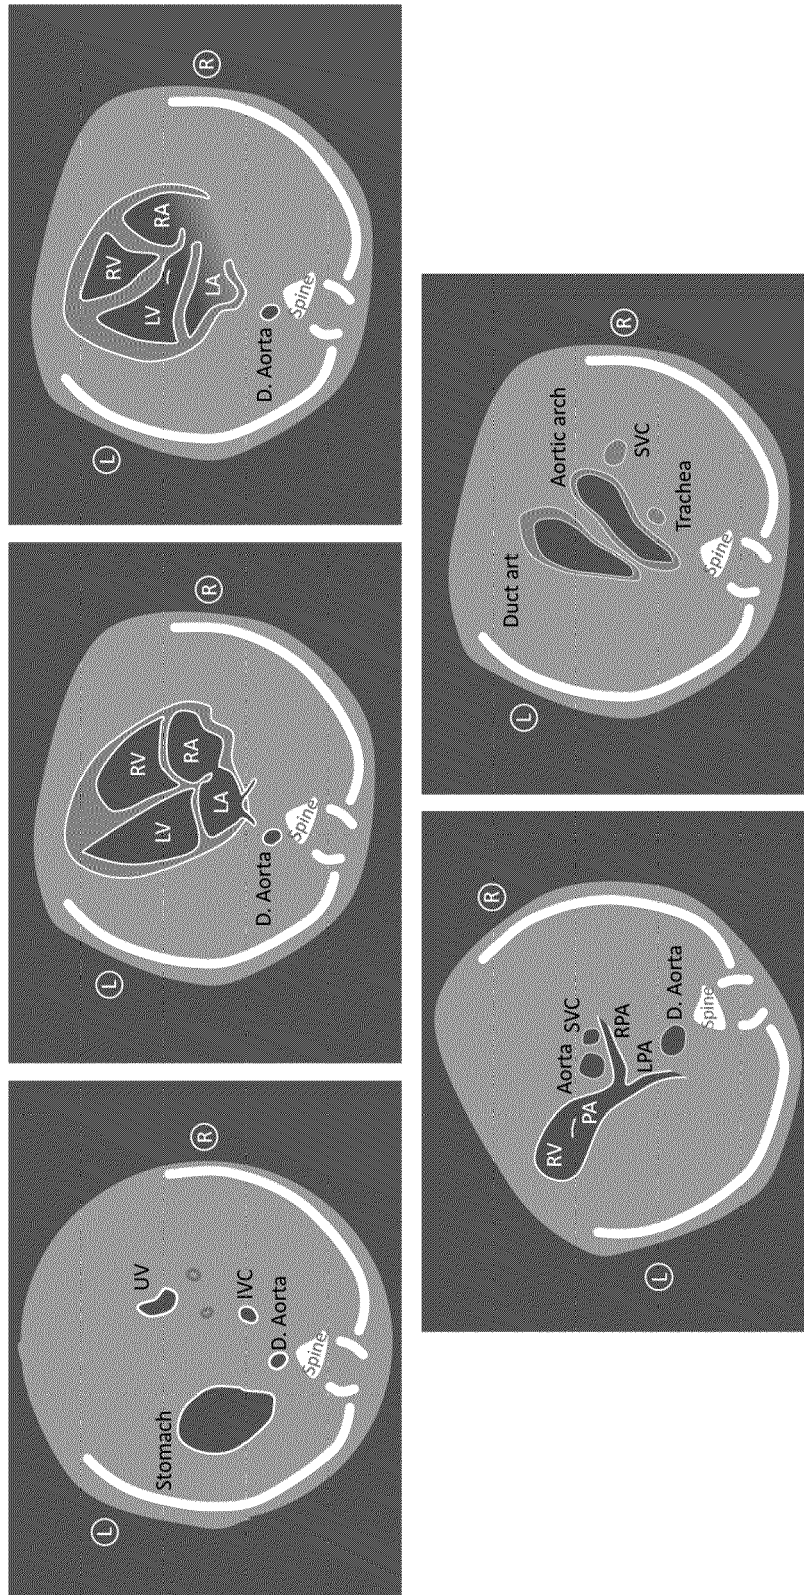 L
UV
Stomach
R
IVC
D. Aorta
Spine
L
RV
LV
RA
R
LA
D. Aorta
Spine
L
RV
LV
RA
R
LA
D. Aorta
Spine
R
RV
Aorta
SVC
PA
RPA
LPA
L
D. Aorta
Spine
Duct art
L
Aortic arch
R
SVC
Trachea
Spine